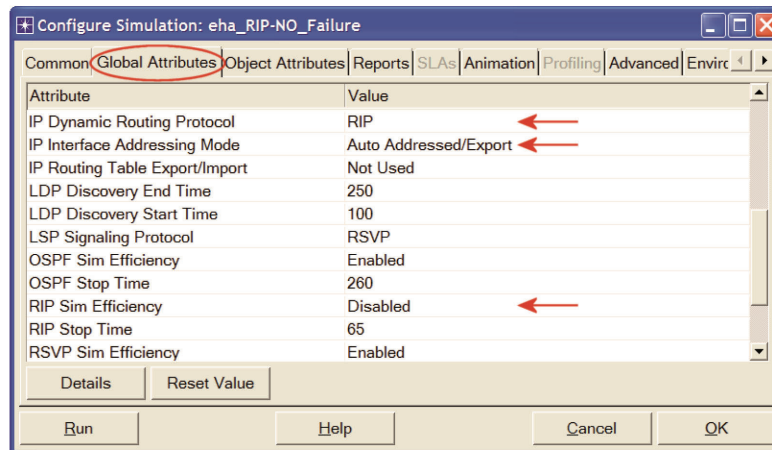 Configure Simulation: eha_RIP-NO_Failure
Common Global Attributes Object Attributes Reports SLAs Animation Profiling Advanced Envirc
Attribute Value
IP Dynamic Routing Protocol RIP
IP Interface Addressing Mode Auto Addressed/Export
IP Routing Table Export/Import Not Used
LDP Discovery End Time 250
LDP Discovery Start Time 100
LSP Signaling Protocol RSVP
OSPF Sim Efficiency Enabled
OSPF Stop Time 260
RIP Sim Efficiency Disabled
RIP Stop Time 65
RSVP Sim Efficiency Enabled
Details Reset Value
Run Help Cancel OK